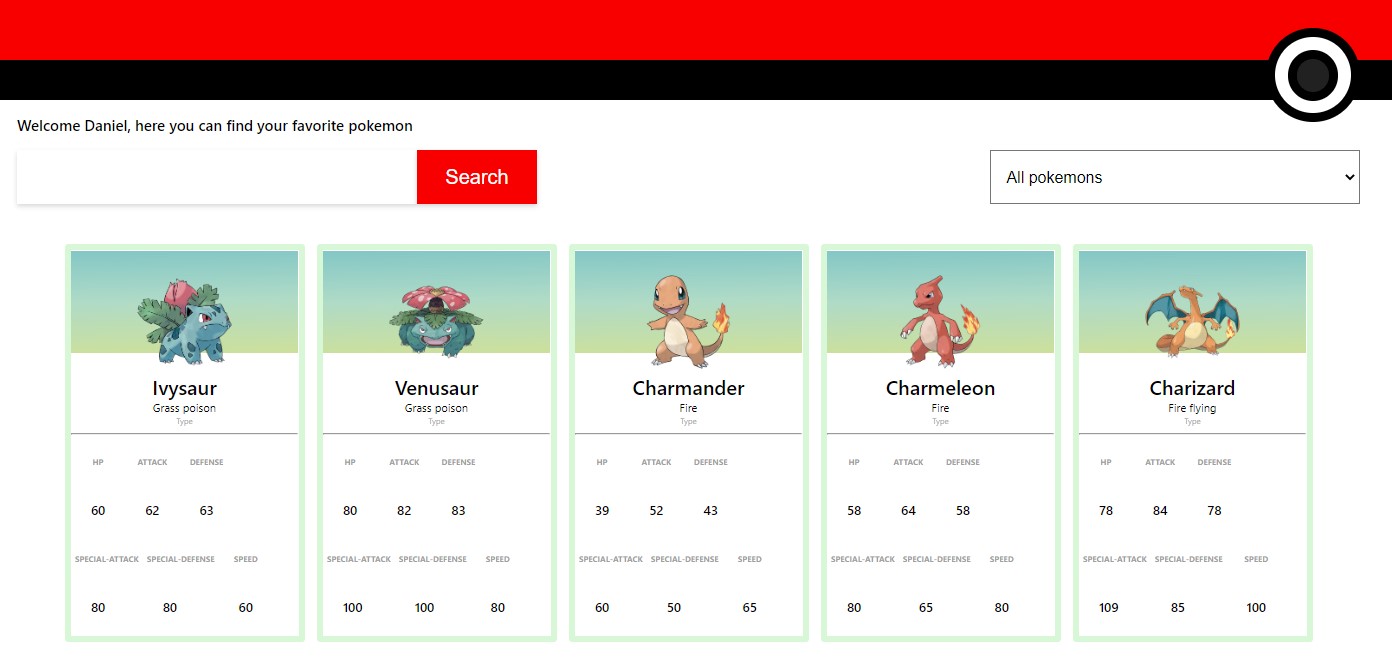 Welcome Daniel, here you can find your favorite pokemon
Search
All pokemons
Ivysaur
Grass poison
Type
HP ATTACK DEFENSE
60 62 63
SPECIAL-ATTACK SPECIAL-DEFENSE SPEED
80 80 60
Venusaur
Grass poison
Type
HP ATTACK DEFENSE
80 82 83
SPECIAL-ATTACK SPECIAL-DEFENSE SPEED
100 100 80
Charmander
Fire
Type
HP ATTACK DEFENSE
39 52 43
SPECIAL-ATTACK SPECIAL-DEFENSE SPEED
60 50 65
Charmeleon
Fire
Type
HP ATTACK DEFENSE
58 64 58
SPECIAL-ATTACK SPECIAL-DEFENSE SPEED
80 65 80
Charizard
Fire flying
Type
HP ATTACK DEFENSE
78 84 78
SPECIAL-ATTACK SPECIAL-DEFENSE SPEED
109 85 100